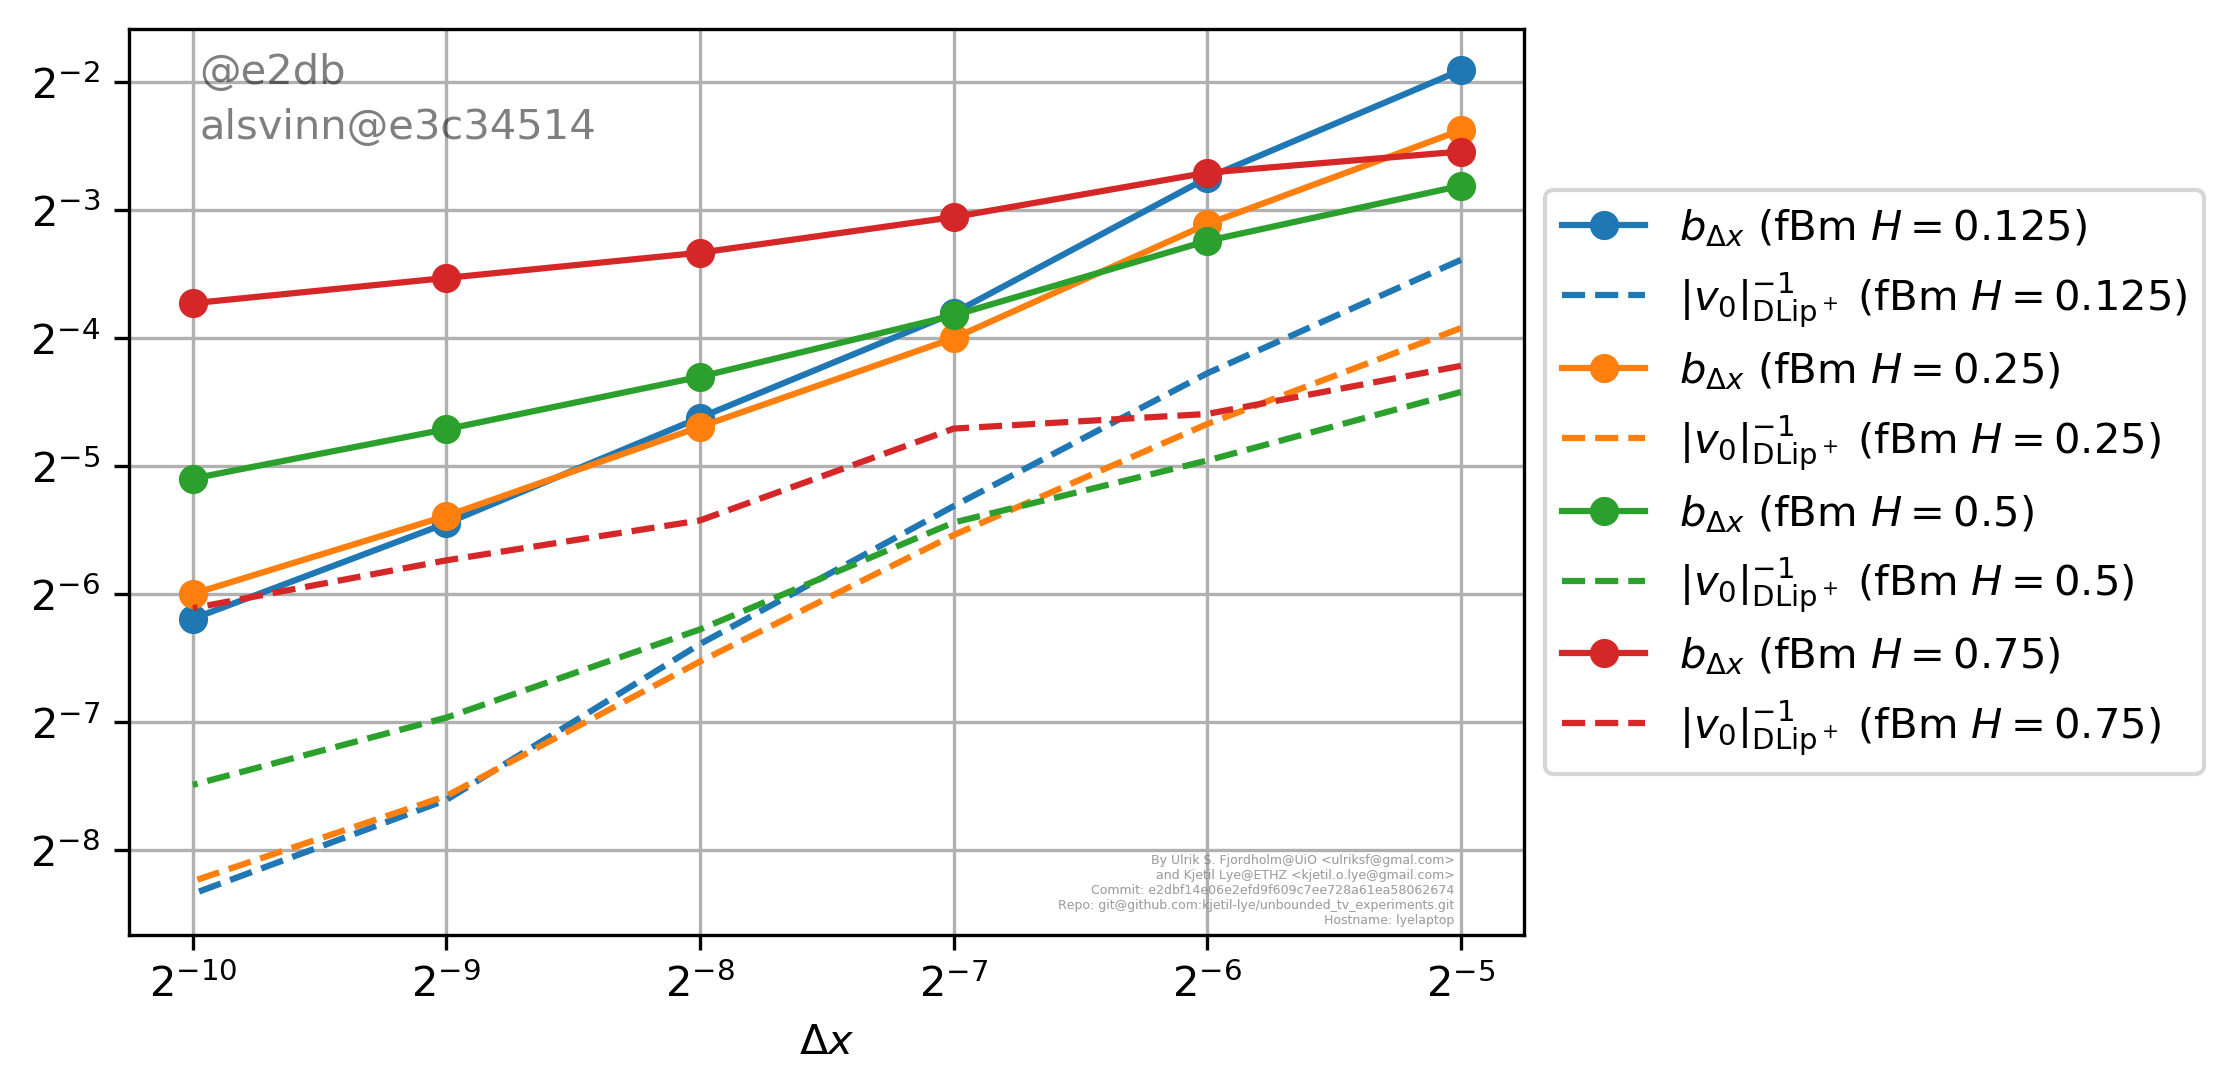 @e2db
alsvinn@e3c34514
2⁻²
2⁻³
2⁻⁴
2⁻⁵
2⁻⁶
2⁻⁷
2⁻⁸
2⁻¹⁰ 2⁻⁹ 2⁻⁸ 2⁻⁷ 2⁻⁶ 2⁻⁵
Δx
By Ulrik S. Fjordholm@UiO <ulriksf@gmal.com>
and Kjetil Lye@ETHZ <kjetil.o.lye@gmail.com>
Commit: e2dbf14e06e2efd9f609c7ee728a61ea58062674
Repo: git@github.com:kjetil-lye/unbounded_tv_experiments.git
Hostname: lyelaptop
b_Δx (fBm H = 0.125)
|v₀|⁻¹_DLip⁺ (fBm H = 0.125)
b_Δx (fBm H = 0.25)
|v₀|⁻¹_DLip⁺ (fBm H = 0.25)
b_Δx (fBm H = 0.5)
|v₀|⁻¹_DLip⁺ (fBm H = 0.5)
b_Δx (fBm H = 0.75)
|v₀|⁻¹_DLip⁺ (fBm H = 0.75)